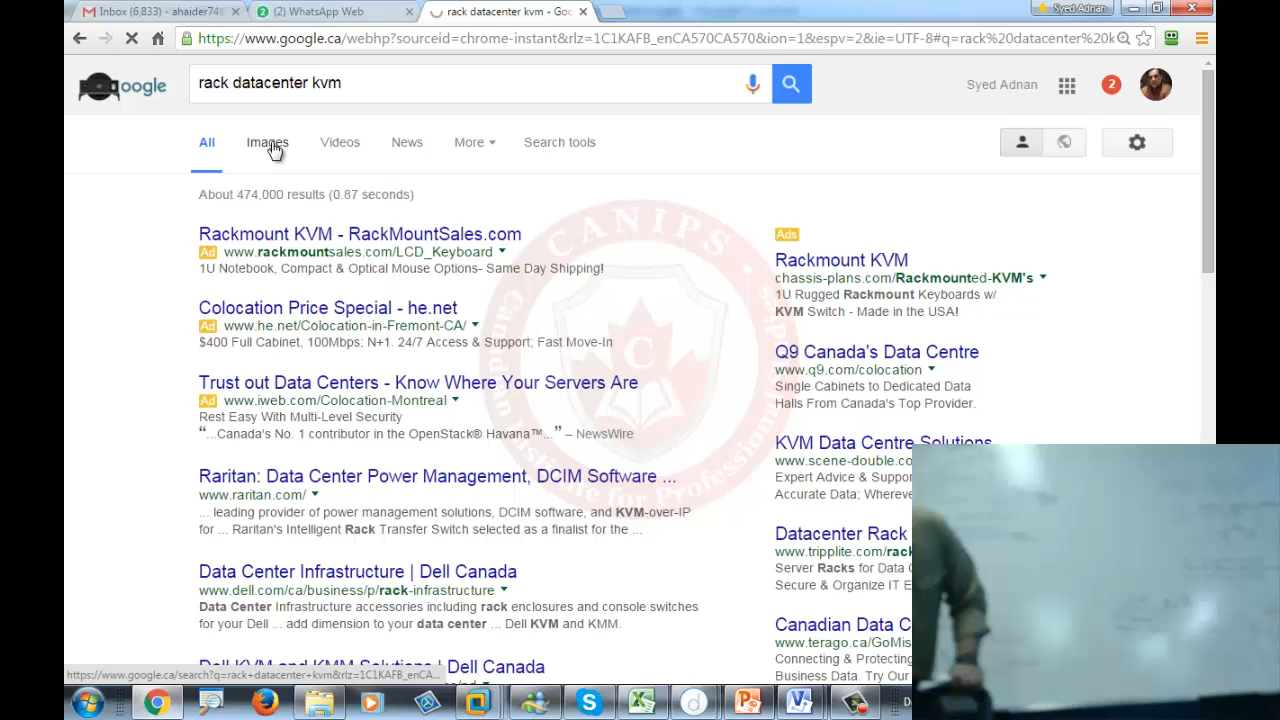 Inbox (6,833) - ahaider74
(2) WhatsApp Web
rack datacenter kvm - Goo
Syed Adnan
https://www.google.ca/webhp?sourceid=chrome-instant&rlz=1C1KAFB_enCA570CA570&ion=1&espv=2&ie=UTF-8#q=rack%20datacenter%20k
oogle
rack datacenter kvm
Syed Adnan
2
All
Images
Videos
News
More
Search tools
About 474,000 results (0.87 seconds)
Rackmount KVM - RackMountSales.com
Ad www.rackmountsales.com/LCD_Keyboard
1U Notebook, Compact & Optical Mouse Options- Same Day Shipping!
Colocation Price Special - he.net
Ad www.he.net/Colocation-in-Fremont-CA/
$400 Full Cabinet, 100Mbps; N+1. 24/7 Access & Support; Fast Move-In
Trust out Data Centers - Know Where Your Servers Are
Ad www.iweb.com/Colocation-Montreal
Rest Easy With Multi-Level Security
“...Canada's No. 1 contributor in the OpenStack® Havana™...” – NewsWire
Raritan: Data Center Power Management, DCIM Software ...
www.raritan.com/
... leading provider of power management solutions, DCIM software, and KVM-over-IP
for ... Raritan's Intelligent Rack Transfer Switch selected as a finalist for the ...
Data Center Infrastructure | Dell Canada
www.dell.com/ca/business/p/rack-infrastructure
Data Center Infrastructure accessories including rack enclosures and console switches
for your Dell ... add dimension to your data center ... Dell KVM and KMM.
Dell KVM and KMM Solutions | Dell Canada
Ads
Rackmount KVM
chassis-plans.com/Rackmounted-KVM's
1U Rugged Rackmount Keyboards w/
KVM Switch - Made in the USA!
Q9 Canada's Data Centre
www.q9.com/colocation
Single Cabinets to Dedicated Data
Halls From Canada's Top Provider.
KVM Data Centre Solutions
www.scene-double.co
Expert Advice & Suppo
Accurate Data; Wherev
Datacenter Rack
www.tripplite.com/rack
Server Racks for Data C
Secure & Organize IT E
Canadian Data C
www.terago.ca/GoMis
Connecting & Protecting
Business Data. Try Our
CANIPS
Canadian Institute for Professional Studies
C
https://www.google.ca/search?q=rack+datacenter+kvm&rlz=1C1KAFB_enCA...